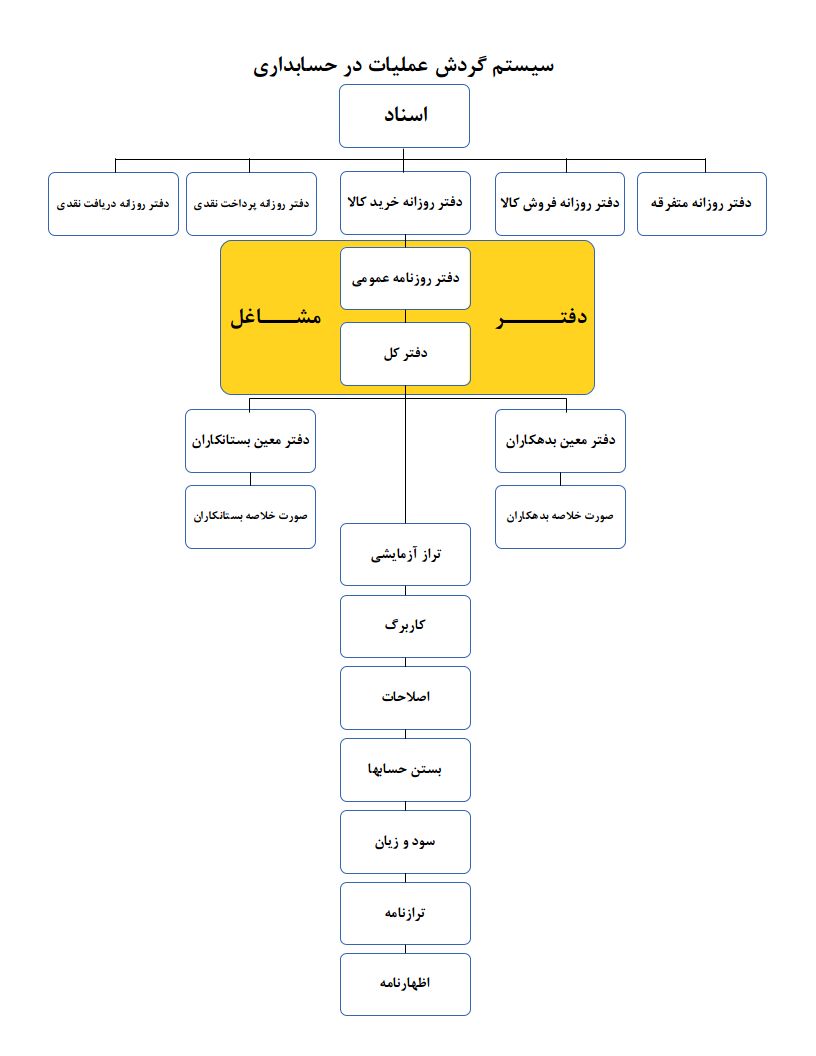 سیستم گردش عملیات در حسابداری
اسناد
دفتر روزانه متفرقه
دفتر روزانه فروش کالا
دفتر روزانه خرید کالا
دفتر روزانه پرداخت نقدی
دفتر روزانه دریافت نقدی
دفتر روزنامه عمومی
دفتـــــــــر مشـــــاغل
دفتر کل
دفتر معین بدهکاران
دفتر معین بستانکاران
صورت خلاصه بدهکاران
صورت خلاصه بستانکاران
تراز آزمایشی
کاربرگ
اصلاحات
بستن حسابها
سود و زیان
ترازنامه
اظهارنامه